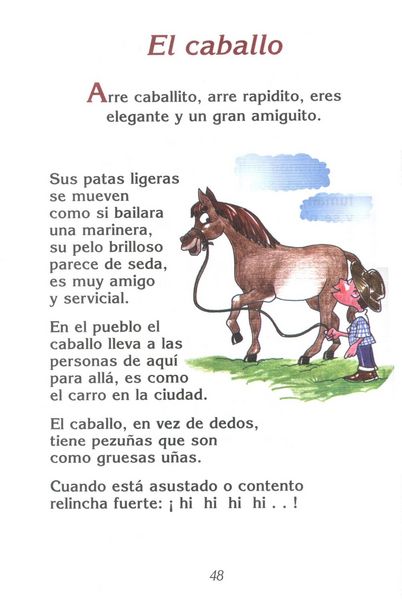 El caballo
Arre caballito, arre rapidito, eres
elegante y un gran amiguito.
Sus patas ligeras
se mueven
como si bailara
una marinera,
su pelo brilloso
parece de seda,
es muy amigo
y servicial.
En el pueblo el
caballo lleva a las
personas de aquí
para allá, es como
el carro en la ciudad.
El caballo, en vez de dedos,
tiene pezuñas que son
como gruesas uñas.
Cuando está asustado o contento
relincha fuerte: ¡ hi hi hi hi . . !
48